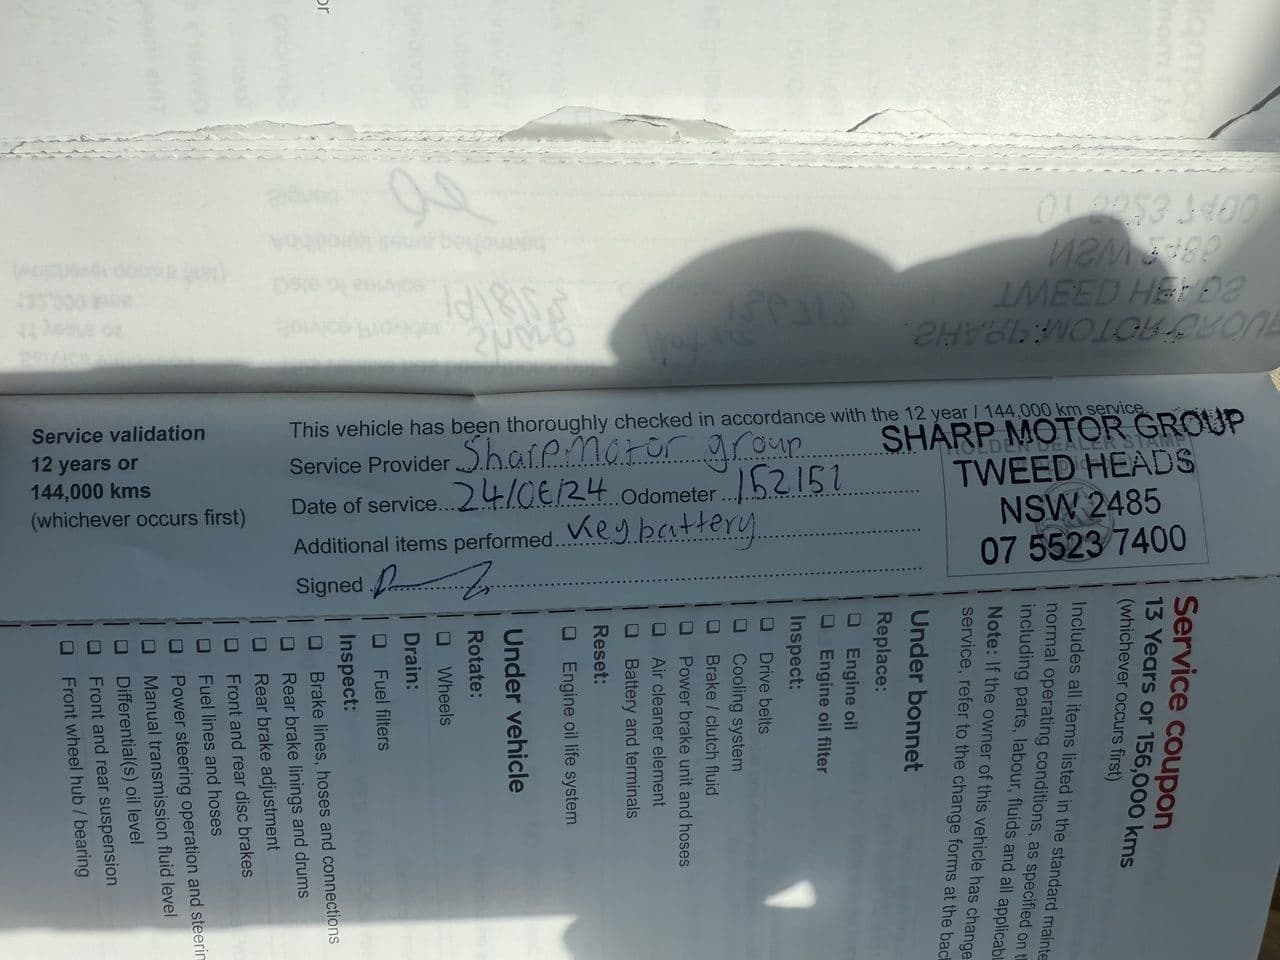 Service validation
12 years or
144,000 kms
(whichever occurs first)
This vehicle has been thoroughly checked in accordance with the 12 year / 144,000 km service.
Service Provider Sharp Motor group
Date of service 24/06/24 Odometer 152151
Additional items performed Key battery
Signed
SHARP MOTOR GROUP
TWEED HEADS
NSW 2485
07 5523 7400
Service coupon
13 Years or 156,000 kms
(whichever occurs first)
Includes all items listed in the standard
normal operating conditions, as specified on
including parts, labour, fluids and all
Note: If the owner of this vehicle has
service, refer to the change forms at the
Under bonnet
Replace:
Engine oil
Engine oil filter
Inspect:
Drive belts
Cooling system
Brake / clutch fluid
Power brake unit and hoses
Air cleaner element
Battery and terminals
Reset:
Engine oil life system
Under vehicle
Rotate:
Wheels
Drain:
Fuel filters
Inspect:
Brake lines, hoses and connections
Rear brake linings and drums
Rear brake adjustment
Front and rear disc brakes
Fuel lines and hoses
Power steering operation and
Manual transmission fluid level
Differential(s) oil level
Front and rear suspension
Front wheel hub / bearing